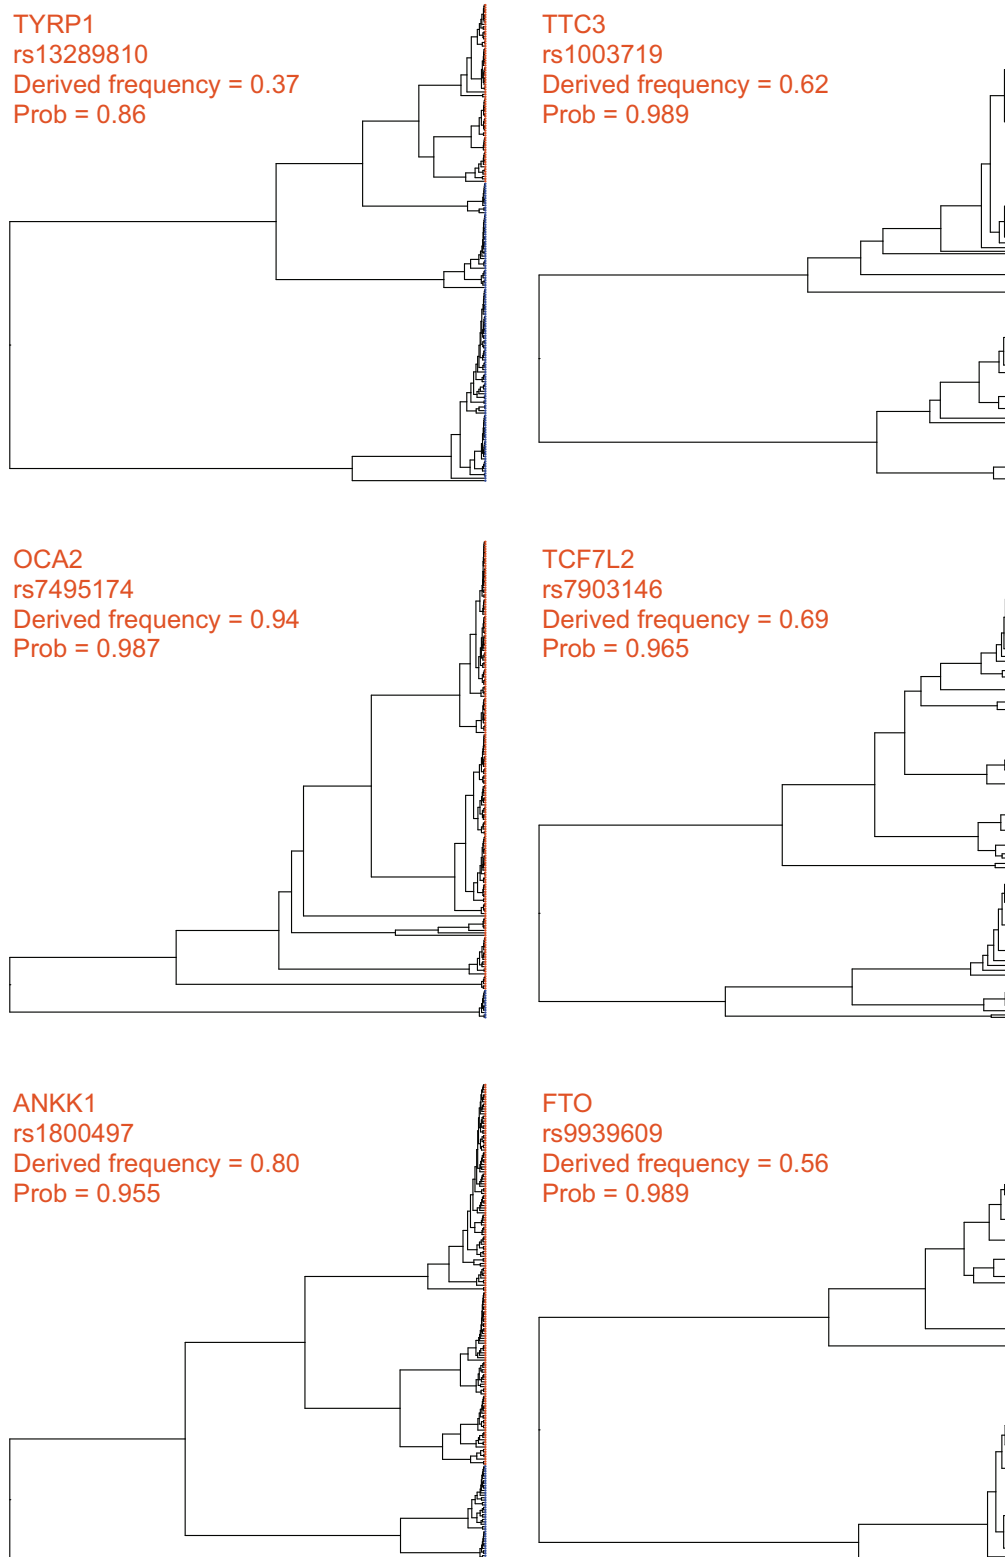 TYRP1
rs13289810
Derived frequency = 0.37
Prob = 0.86
TTC3
rs1003719
Derived frequency = 0.62
Prob = 0.989
OCA2
rs7495174
Derived frequency = 0.94
Prob = 0.987
TCF7L2
rs7903146
Derived frequency = 0.69
Prob = 0.965
ANKK1
rs1800497
Derived frequency = 0.80
Prob = 0.955
FTO
rs9939609
Derived frequency = 0.56
Prob = 0.989